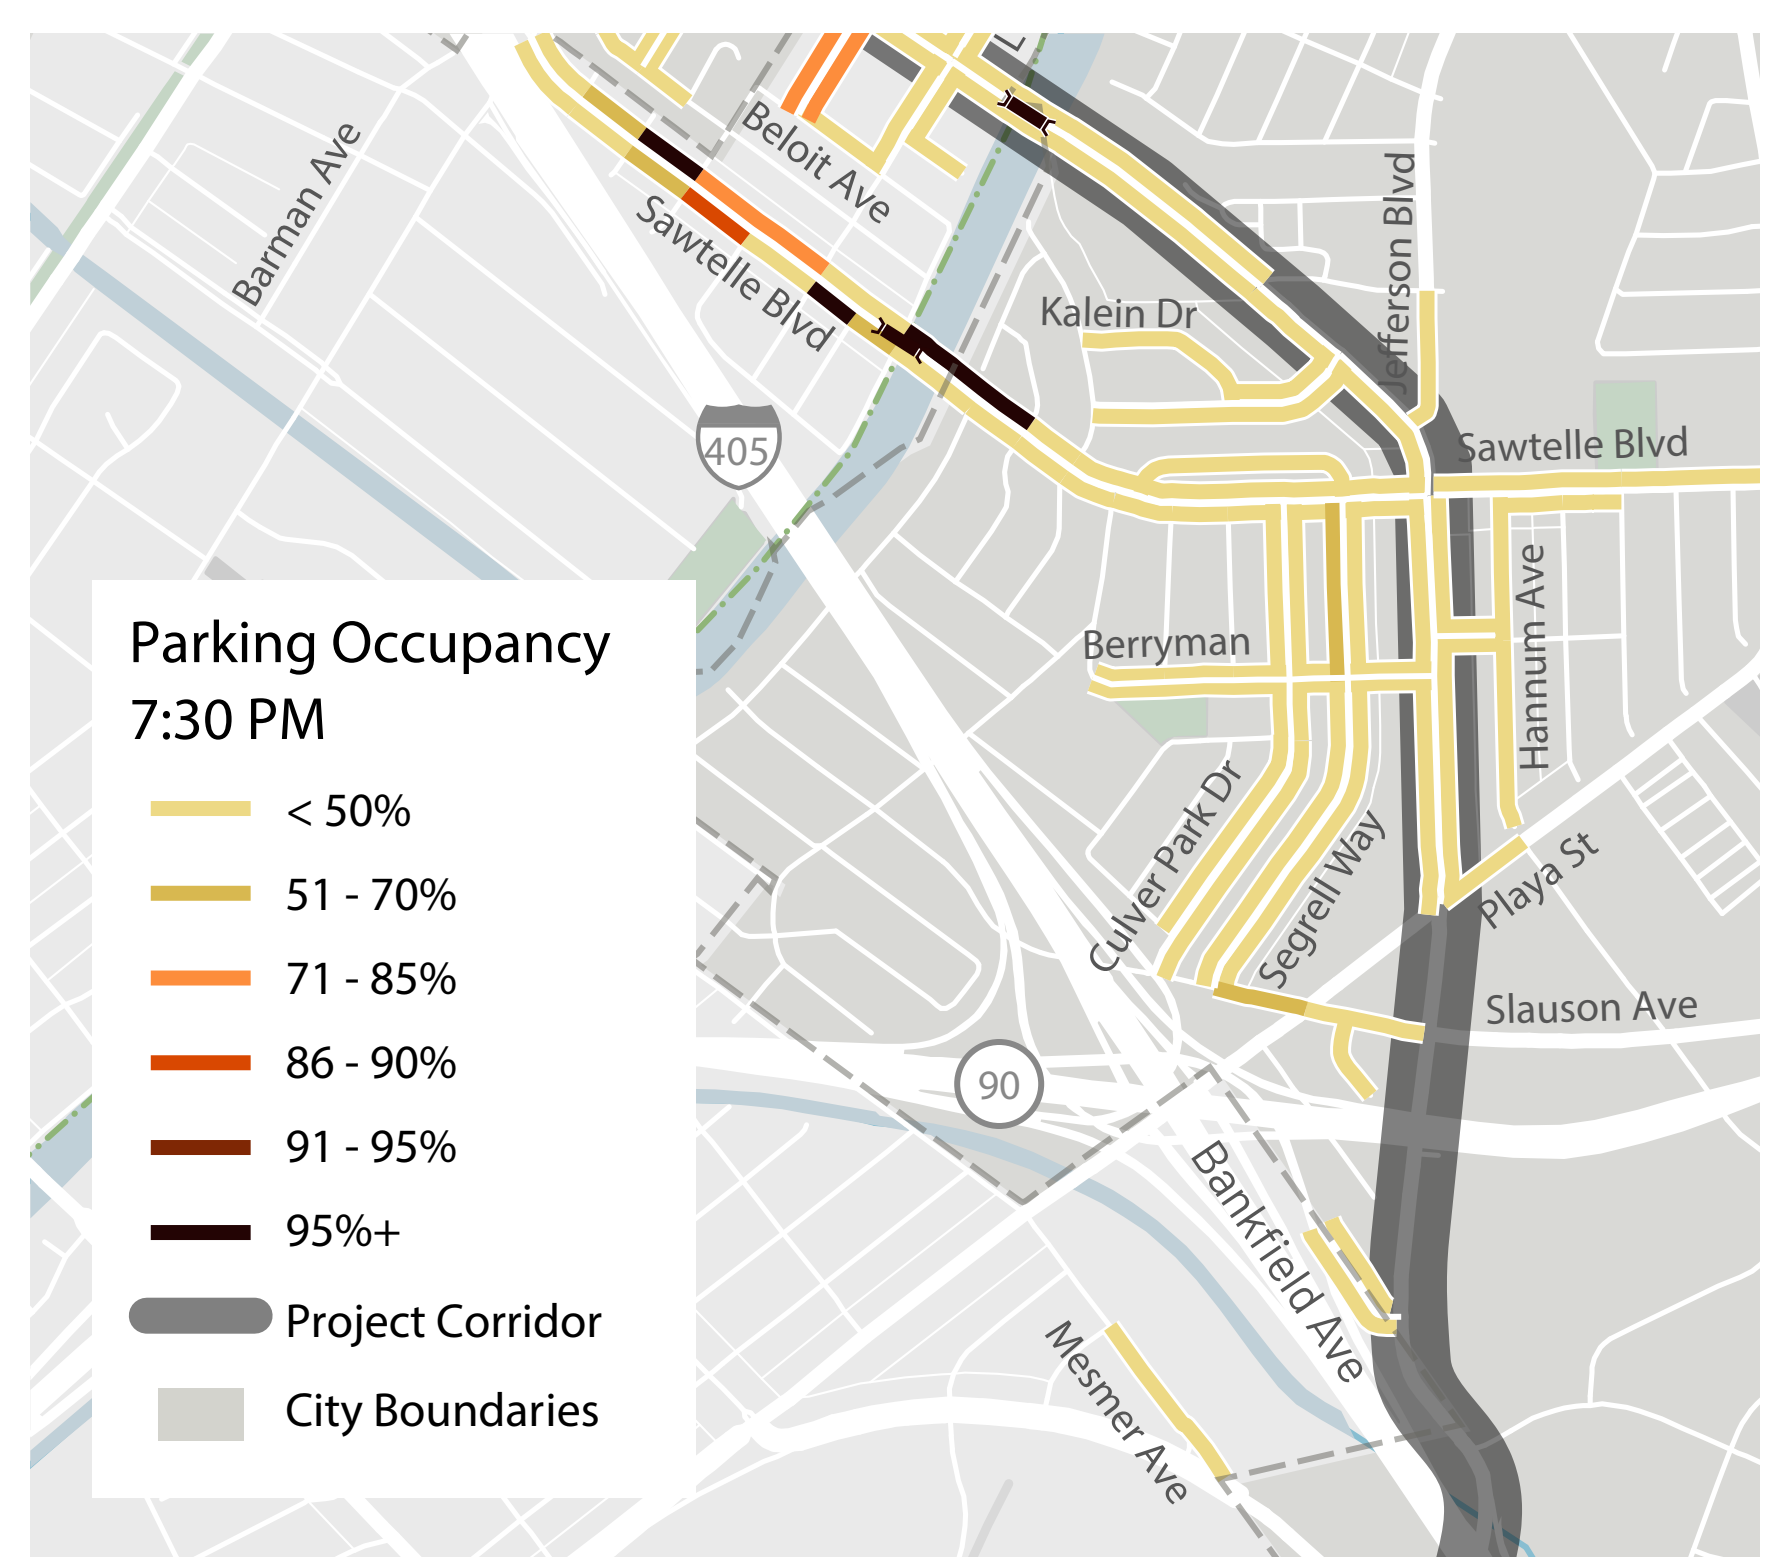 Beloit Ave
Barman Ave
Sawtelle Blvd
Kalein Dr
Jefferson Blvd
Sawtelle Blvd
405
Hannum Ave
Berryman
Culver Park Dr
Segrell Way
Playa St
Slauson Ave
90
Bankfield Ave
Mesmer Ave
Parking Occupancy
7:30 PM
< 50%
51 - 70%
71 - 85%
86 - 90%
91 - 95%
95%+
Project Corridor
City Boundaries